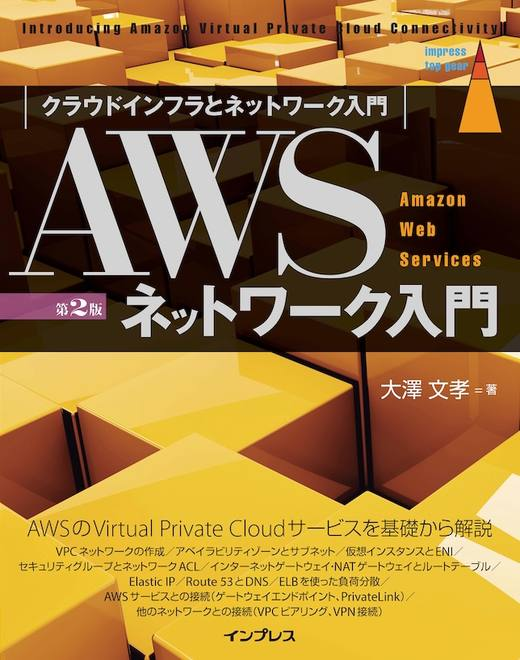 Introducing Amazon Virtual Private Cloud Connectivity
impress
top gear
クラウドインフラとネットワーク入門
AWS
Amazon
Web
Services
第2版
ネットワーク入門
大澤 文孝=著
AWSのVirtual Private Cloudサービスを基礎から解説
VPCネットワークの作成／アベイラビリティゾーンとサブネット／仮想インスタンスとENI／
セキュリティグループとネットワークACL／インターネットゲートウェイ・NATゲートウェイとルートテーブル／
Elastic IP／Route 53とDNS／ELBを使った負荷分散／
AWSサービスとの接続（ゲートウェイエンドポイント、PrivateLink）／
他のネットワークとの接続（VPCピアリング、VPN接続）
インプレス